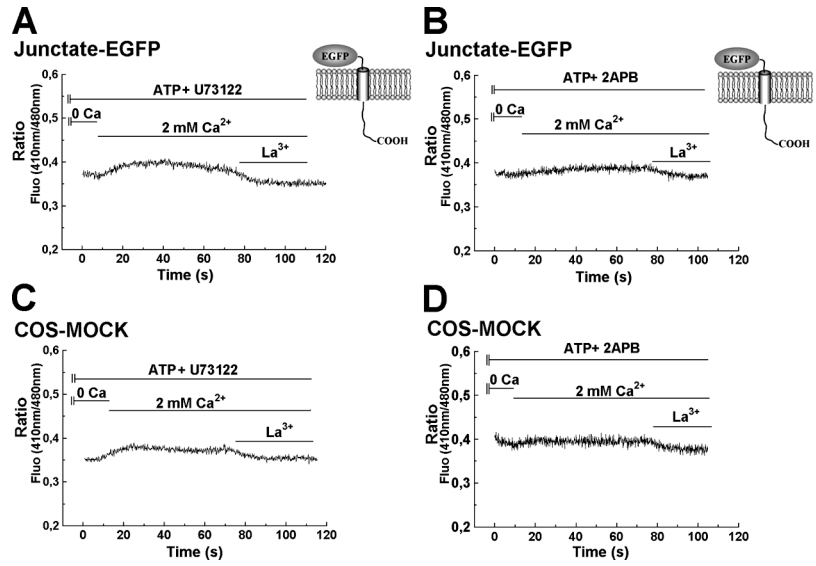 A
Junctate-EGFP
EGFP
COOH
0,6
0,5
0,4
0,3
0,2
Ratio
Fluo (410nm/480nm)
ATP + U73122
0 Ca
2 mM Ca²⁺
La³⁺
0 20 40 60 80 100 120
Time (s)
B
Junctate-EGFP
EGFP
COOH
0,6
0,5
0,4
0,3
0,2
Ratio
Fluo (410nm/480nm)
ATP+ 2APB
0 Ca
2 mM Ca²⁺
La³⁺
0 20 40 60 80 100 120
Time (s)
C
COS-MOCK
0,6
0,5
0,4
0,3
0,2
Ratio
Fluo (410nm/480nm)
ATP + U73122
0 Ca
2 mM Ca²⁺
La³⁺
0 20 40 60 80 100 120
Time (s)
D
COS-MOCK
0,6
0,5
0,4
0,3
0,2
Ratio
Fluo (410nm/480nm)
ATP+ 2APB
0 Ca
2 mM Ca²⁺
La³⁺
0 20 40 60 80 100 120
Time (s)